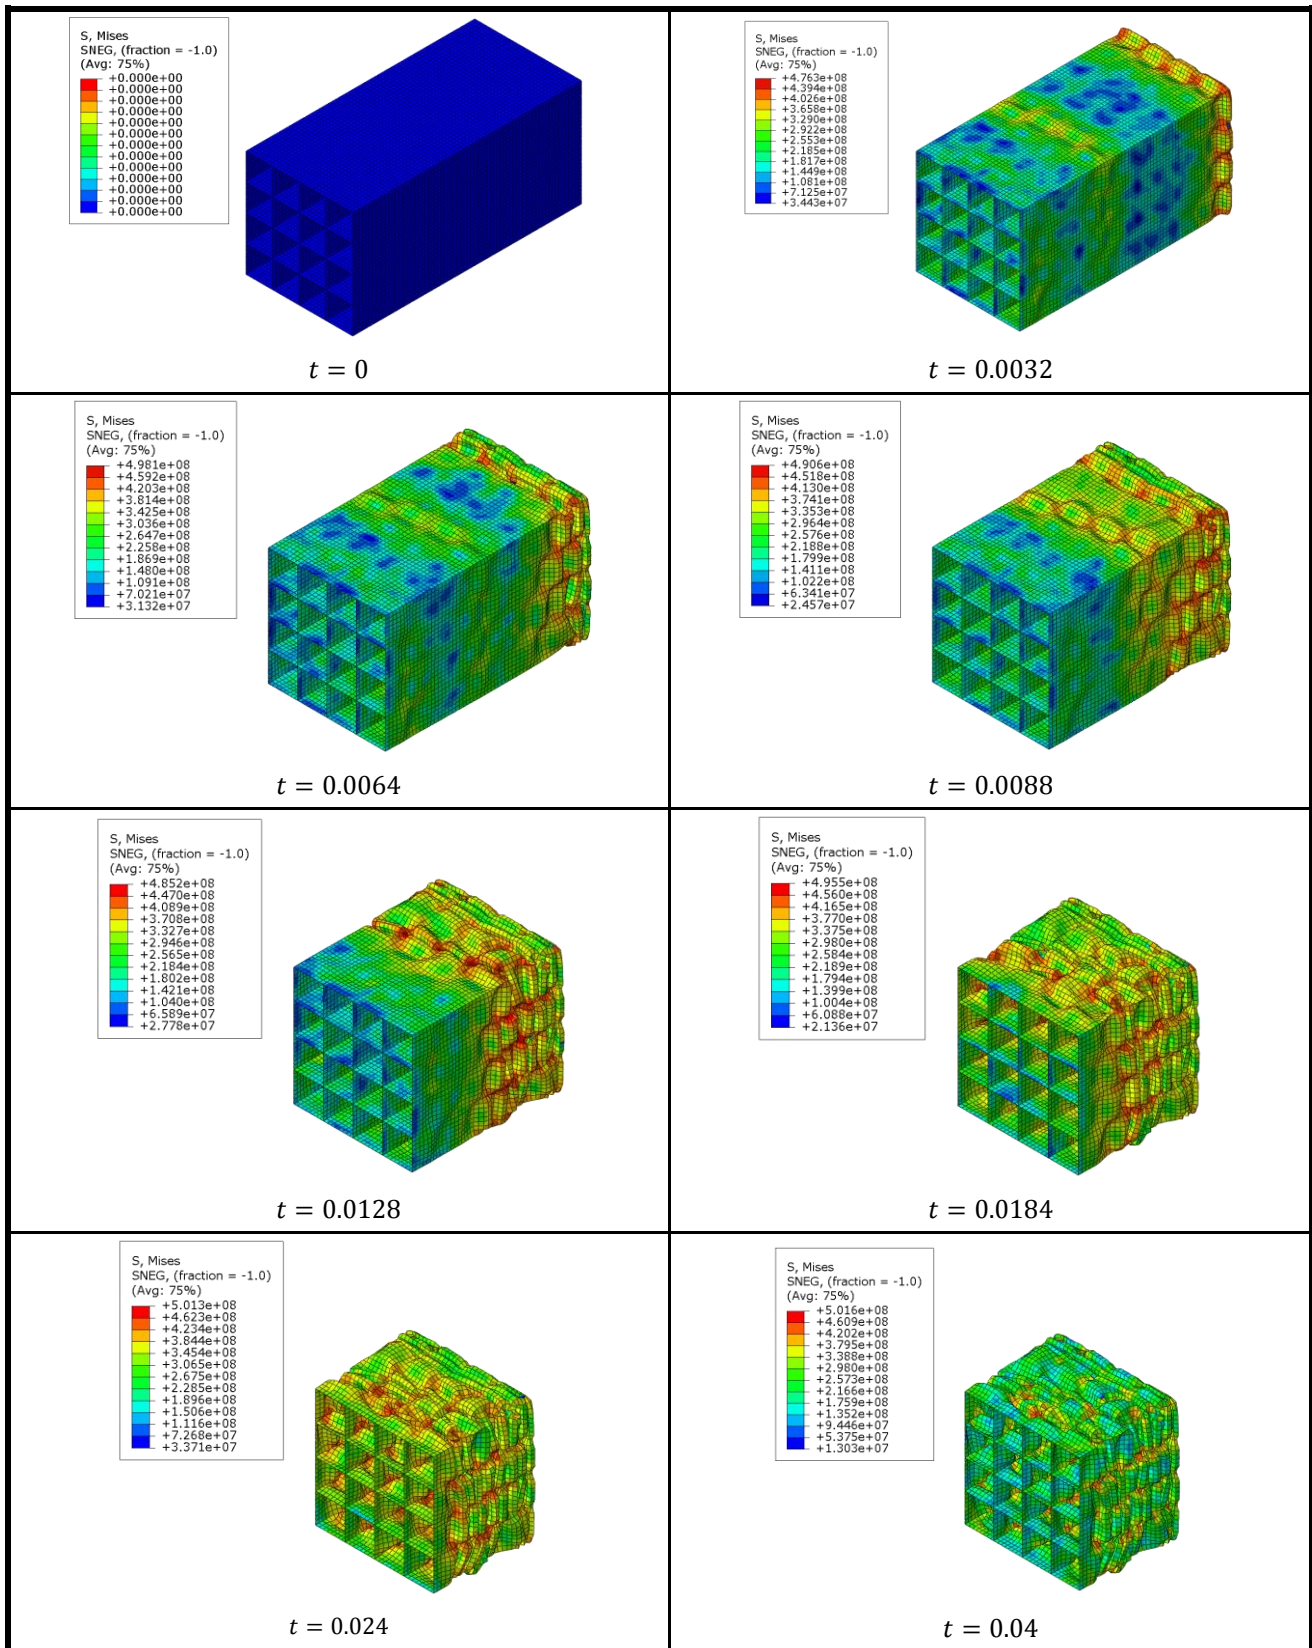 S, Mises
SNEG, (fraction = -1.0)
(Avg: 75%)
+0.000e+00
+0.000e+00
+0.000e+00
+0.000e+00
+0.000e+00
+0.000e+00
+0.000e+00
+0.000e+00
+0.000e+00
+0.000e+00
+0.000e+00
+0.000e+00
+0.000e+00
t = 0
S, Mises
SNEG, (fraction = -1.0)
(Avg: 75%)
+4.763e+08
+4.394e+08
+4.026e+08
+3.658e+08
+3.290e+08
+2.922e+08
+2.553e+08
+2.185e+08
+1.817e+08
+1.449e+08
+1.081e+08
+7.125e+07
+3.443e+07
t = 0.0032
S, Mises
SNEG, (fraction = -1.0)
(Avg: 75%)
+4.981e+08
+4.592e+08
+4.203e+08
+3.814e+08
+3.425e+08
+3.036e+08
+2.647e+08
+2.258e+08
+1.869e+08
+1.480e+08
+1.091e+08
+7.021e+07
+3.132e+07
t = 0.0064
S, Mises
SNEG, (fraction = -1.0)
(Avg: 75%)
+4.906e+08
+4.518e+08
+4.130e+08
+3.741e+08
+3.353e+08
+2.964e+08
+2.576e+08
+2.188e+08
+1.799e+08
+1.411e+08
+1.022e+08
+6.341e+07
+2.457e+07
t = 0.0088
S, Mises
SNEG, (fraction = -1.0)
(Avg: 75%)
+4.852e+08
+4.470e+08
+4.089e+08
+3.708e+08
+3.327e+08
+2.946e+08
+2.565e+08
+2.184e+08
+1.802e+08
+1.421e+08
+1.040e+08
+6.589e+07
+2.778e+07
t = 0.0128
S, Mises
SNEG, (fraction = -1.0)
(Avg: 75%)
+4.955e+08
+4.560e+08
+4.165e+08
+3.770e+08
+3.375e+08
+2.980e+08
+2.584e+08
+2.189e+08
+1.794e+08
+1.399e+08
+1.004e+08
+6.088e+07
+2.136e+07
t = 0.0184
S, Mises
SNEG, (fraction = -1.0)
(Avg: 75%)
+5.013e+08
+4.623e+08
+4.234e+08
+3.844e+08
+3.454e+08
+3.065e+08
+2.675e+08
+2.285e+08
+1.896e+08
+1.506e+08
+1.116e+08
+7.268e+07
+3.371e+07
t = 0.024
S, Mises
SNEG, (fraction = -1.0)
(Avg: 75%)
+5.016e+08
+4.609e+08
+4.202e+08
+3.795e+08
+3.388e+08
+2.980e+08
+2.573e+08
+2.166e+08
+1.759e+08
+1.352e+08
+9.446e+07
+5.375e+07
+1.303e+07
t = 0.04